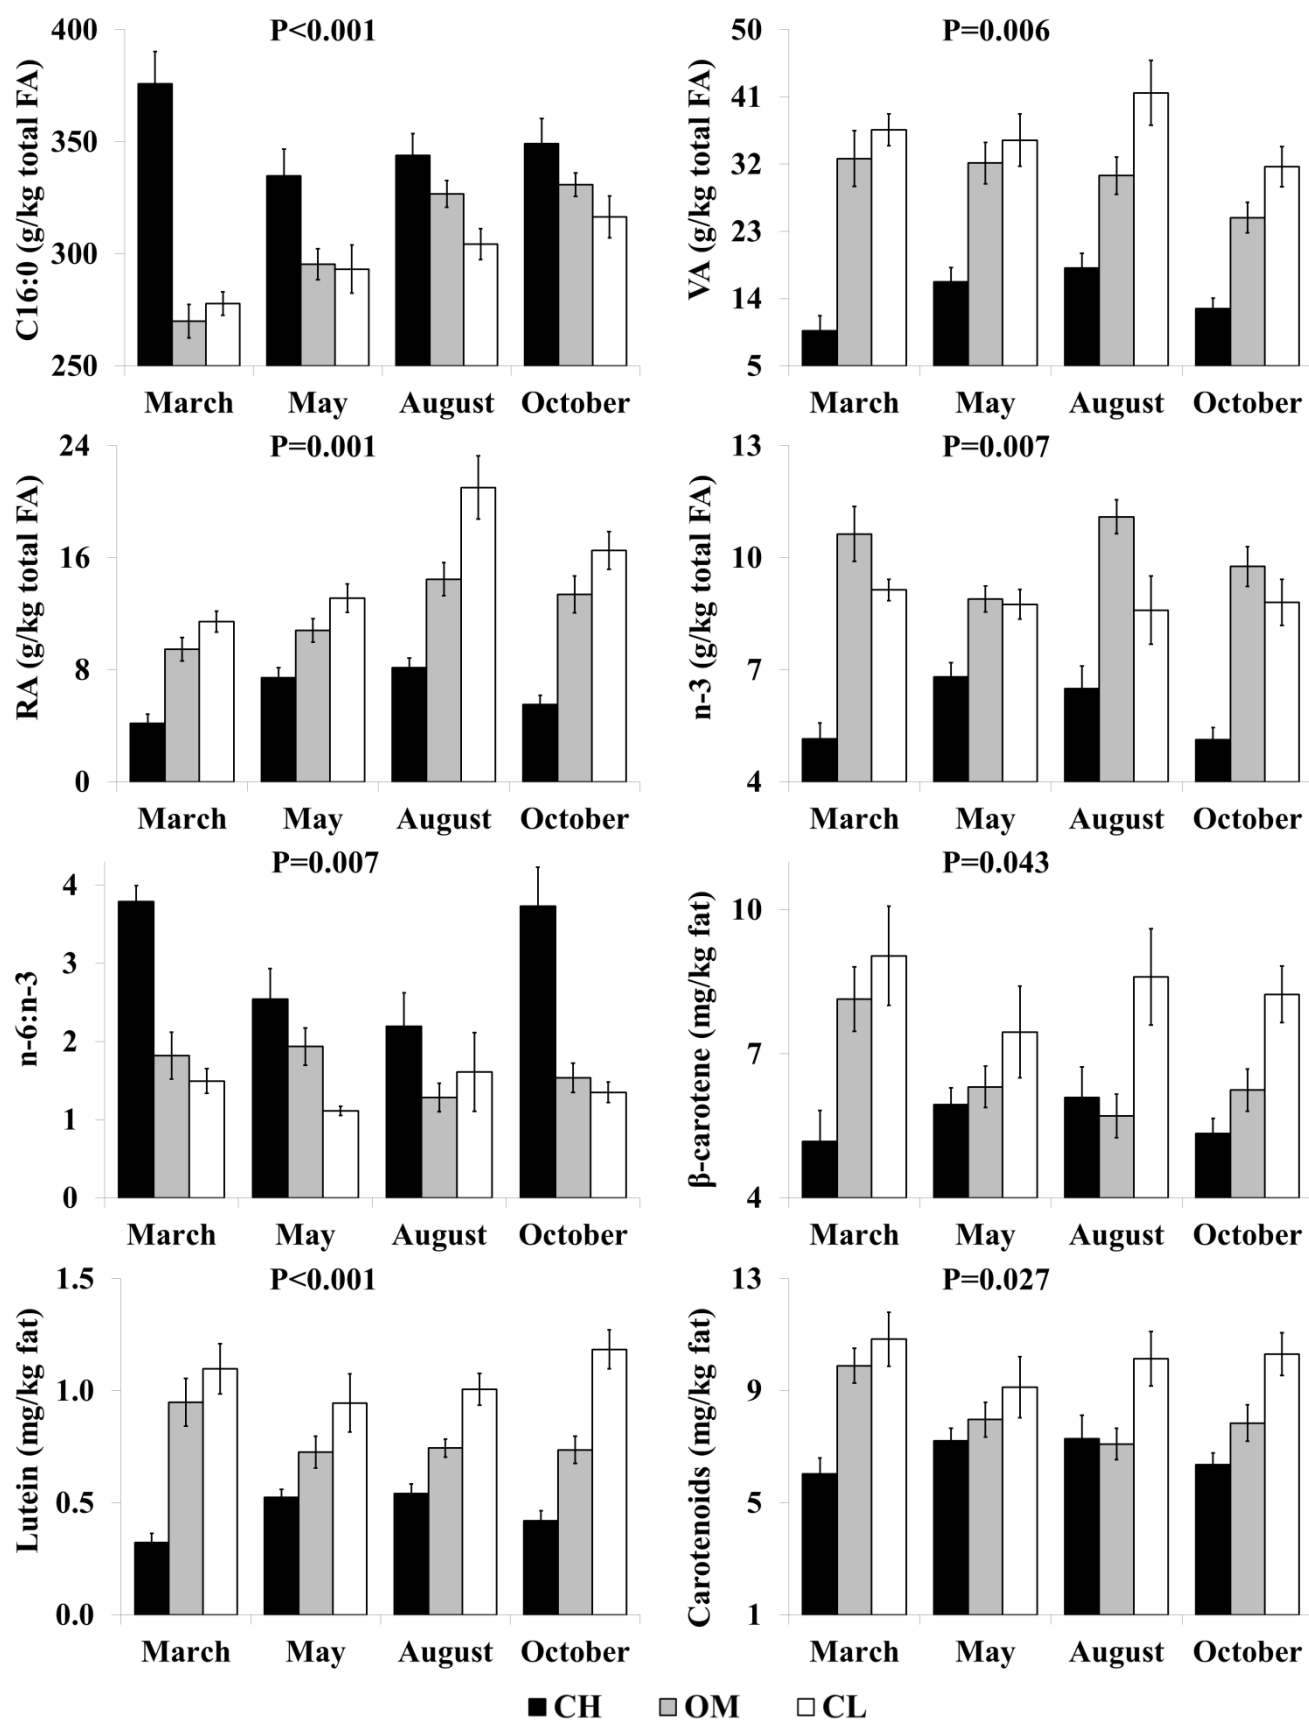 P<0.001
C16:0 (g/kg total FA)
400
350
300
250
March May August October
P=0.006
VA (g/kg total FA)
50
41
32
23
14
5
March May August October
P=0.001
RA (g/kg total FA)
24
16
8
0
March May August October
P=0.007
n-3 (g/kg total FA)
13
10
7
4
March May August October
P=0.007
n-6:n-3
4
3
2
1
0
March May August October
P=0.043
β-carotene (mg/kg fat)
10
7
4
March May August October
P<0.001
Lutein (mg/kg fat)
1.5
1.0
0.5
0.0
March May August October
P=0.027
Carotenoids (mg/kg fat)
13
9
5
1
March May August October
CH OM CL